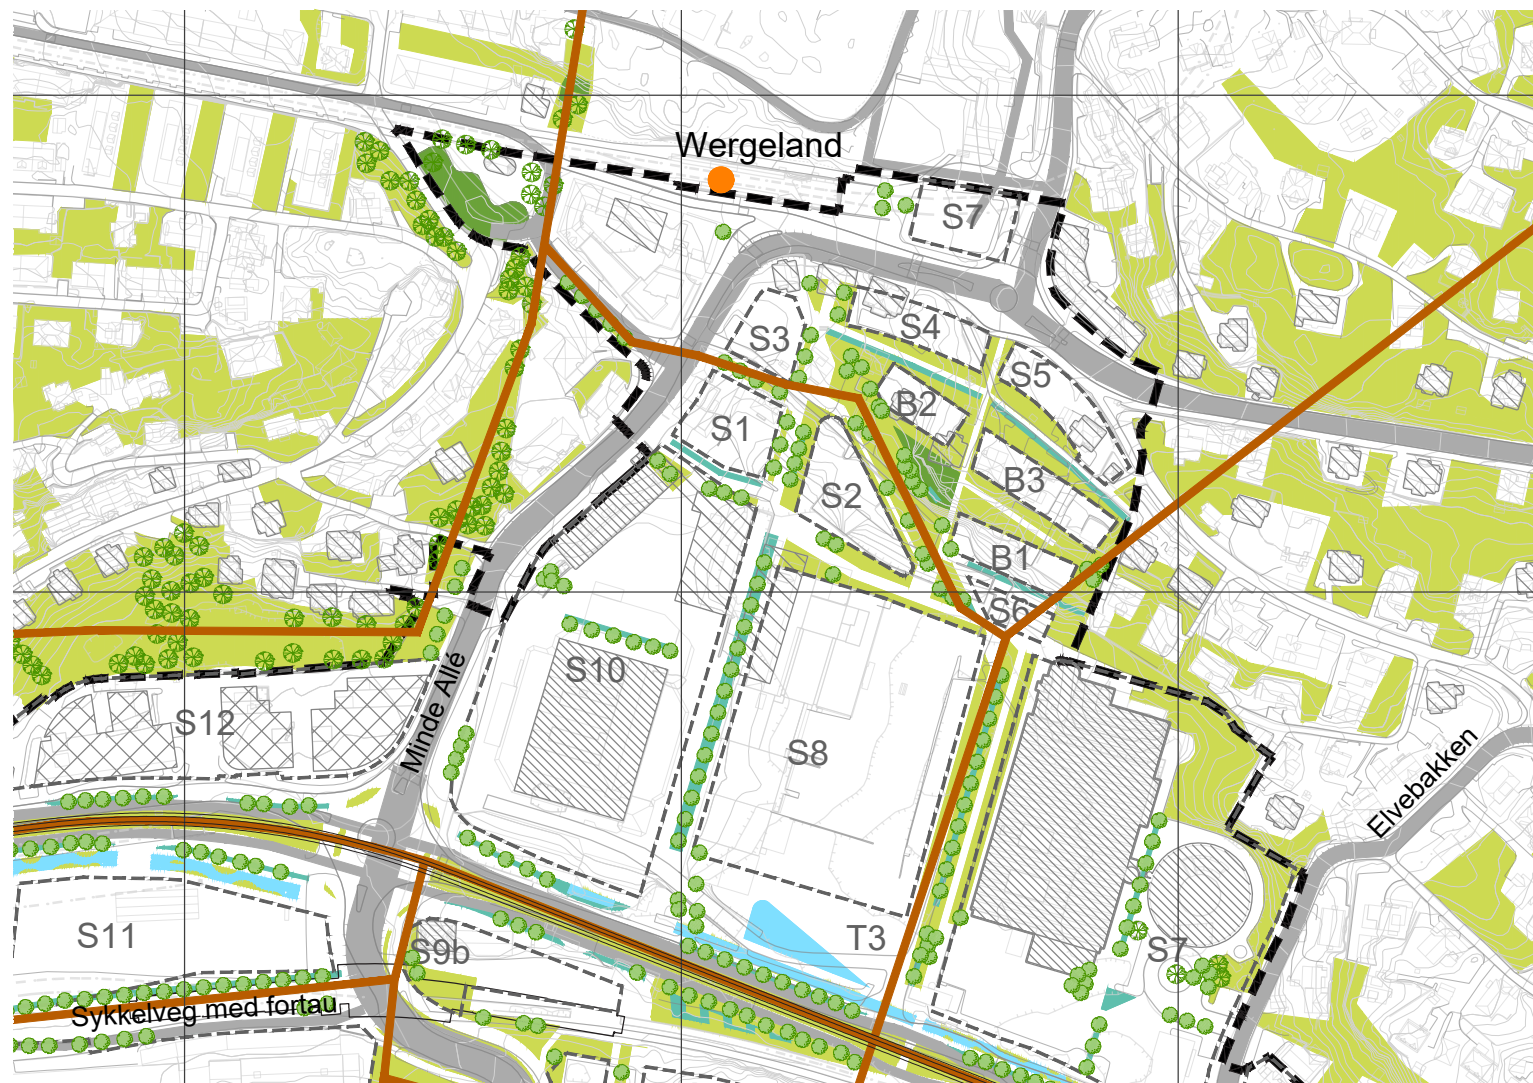 Wergeland
S7
S3
S4
S5
B2
S1
B3
S2
B1
S6
S10
Minde Allé
S12
S8
Elvebakken
S11
S9b
T3
S7
Sykkelveg med fortau